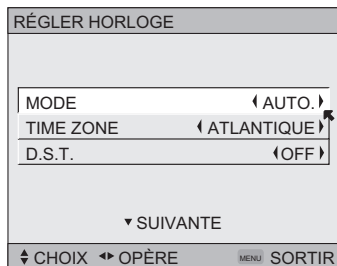 RÉGLER HORLOGE
MODE AUTO.
TIME ZONE ATLANTIQUE
D.S.T. OFF
SUIVANTE
CHOIX OPÈRE MENU SORTIR